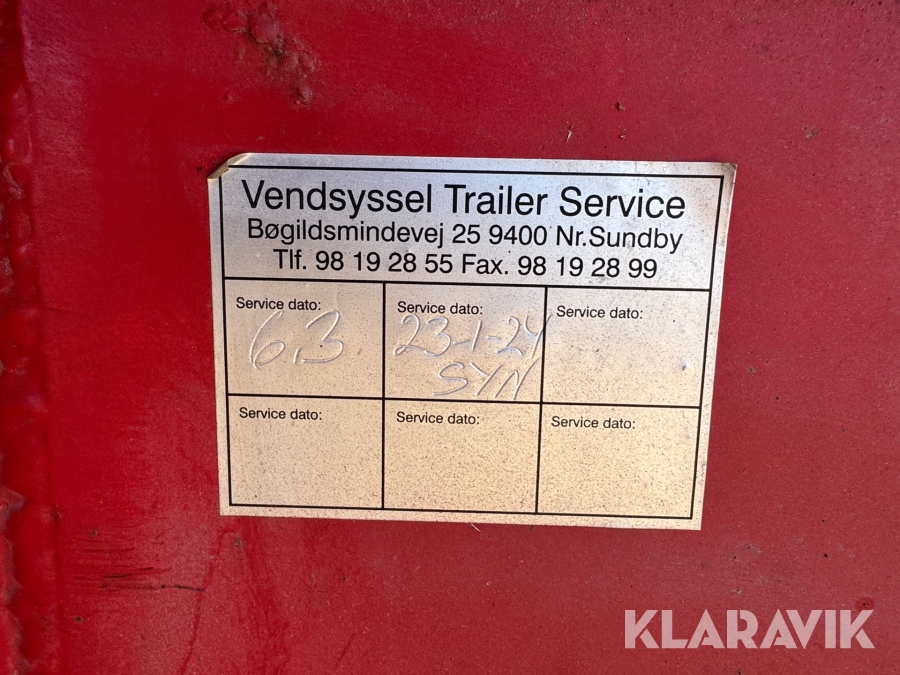 Vendsyssel Trailer Service
Bøgildsmindevej 25 9400 Nr.Sundby
Tlf. 98 19 28 55 Fax. 98 19 28 99
Service dato:
6.3
Service dato:
23-1-24
SYN
Service dato:
Service dato:
Service dato:
Service dato:
KLARAVIK